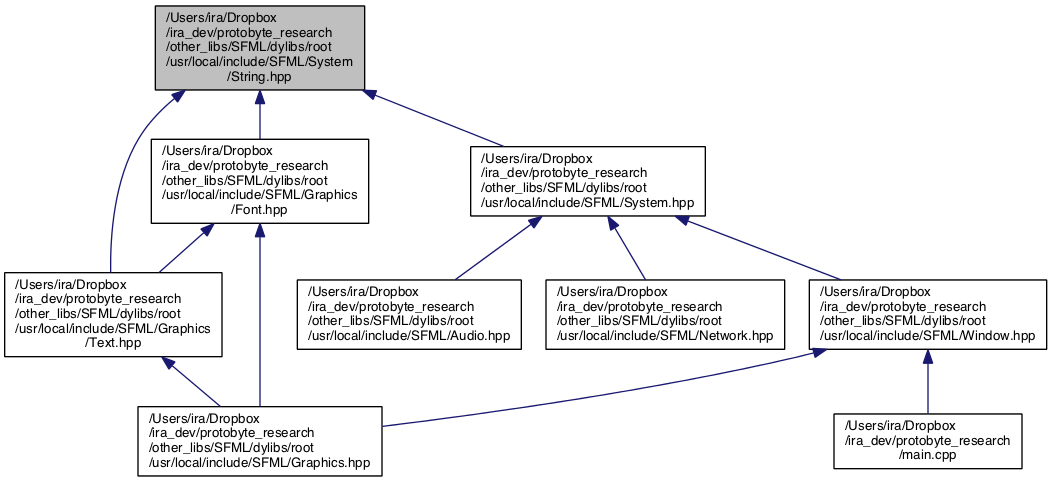 /Users/ira/Dropbox
/ira_dev/protobyte_research
/other_libs/SFML/dylibs/root
/usr/local/include/SFML/System
/String.hpp
/Users/ira/Dropbox
/ira_dev/protobyte_research
/other_libs/SFML/dylibs/root
/usr/local/include/SFML/Graphics
/Font.hpp
/Users/ira/Dropbox
/ira_dev/protobyte_research
/other_libs/SFML/dylibs/root
/usr/local/include/SFML/System.hpp
/Users/ira/Dropbox
/ira_dev/protobyte_research
/other_libs/SFML/dylibs/root
/usr/local/include/SFML/Graphics
/Text.hpp
/Users/ira/Dropbox
/ira_dev/protobyte_research
/other_libs/SFML/dylibs/root
/usr/local/include/SFML/Audio.hpp
/Users/ira/Dropbox
/ira_dev/protobyte_research
/other_libs/SFML/dylibs/root
/usr/local/include/SFML/Network.hpp
/Users/ira/Dropbox
/ira_dev/protobyte_research
/other_libs/SFML/dylibs/root
/usr/local/include/SFML/Window.hpp
/Users/ira/Dropbox
/ira_dev/protobyte_research
/other_libs/SFML/dylibs/root
/usr/local/include/SFML/Graphics.hpp
/Users/ira/Dropbox
/ira_dev/protobyte_research
/main.cpp